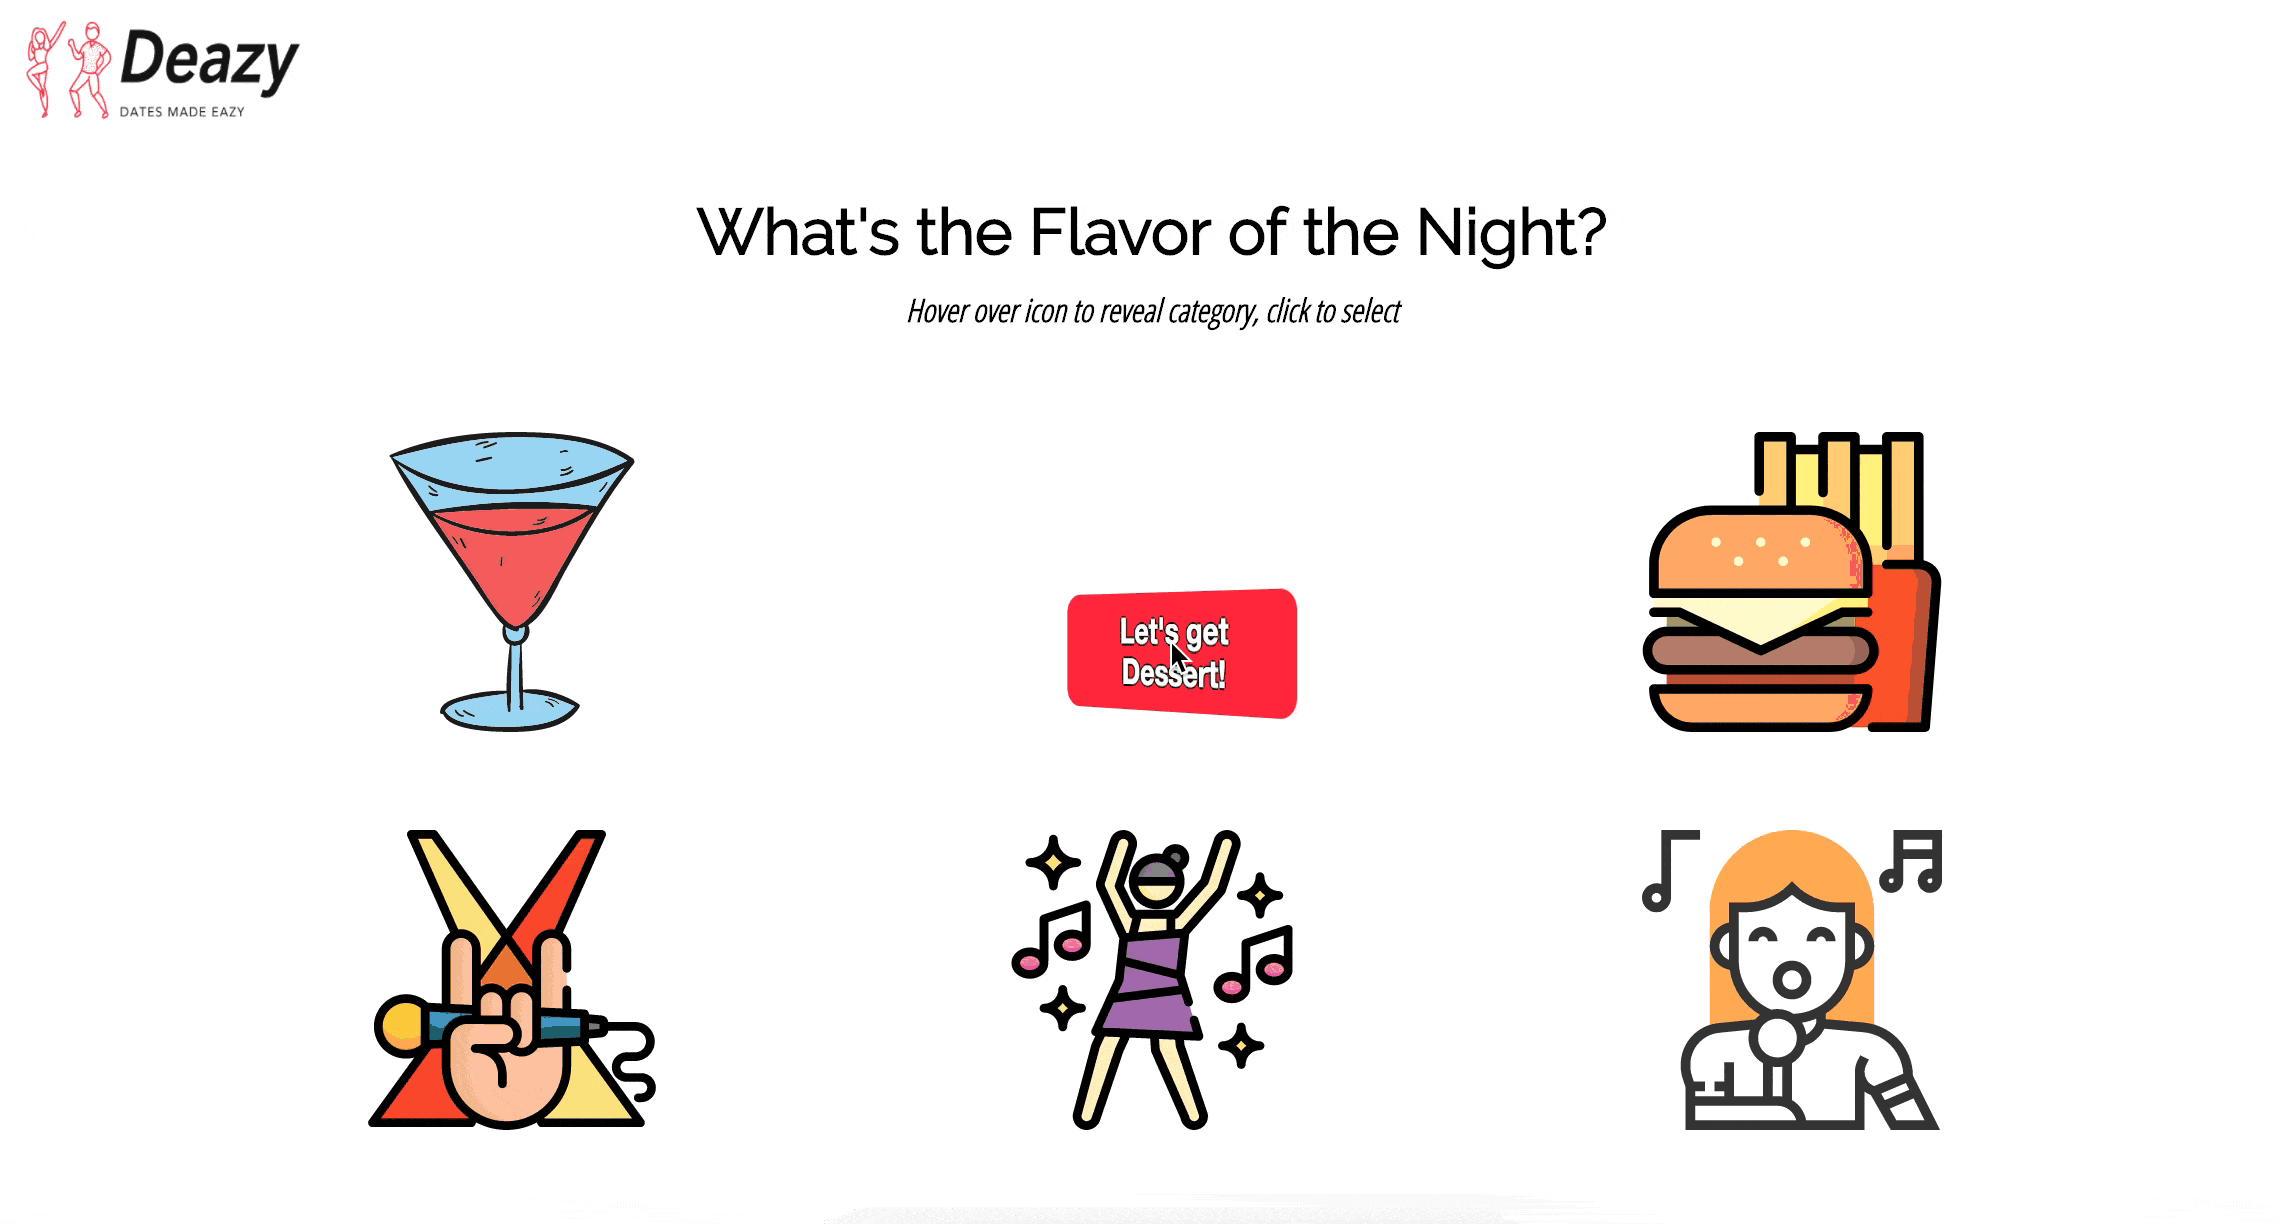 Deazy
DATES MADE EAZY
What's the Flavor of the Night?
Hover over icon to reveal category, click to select
Let's get
Dessert!